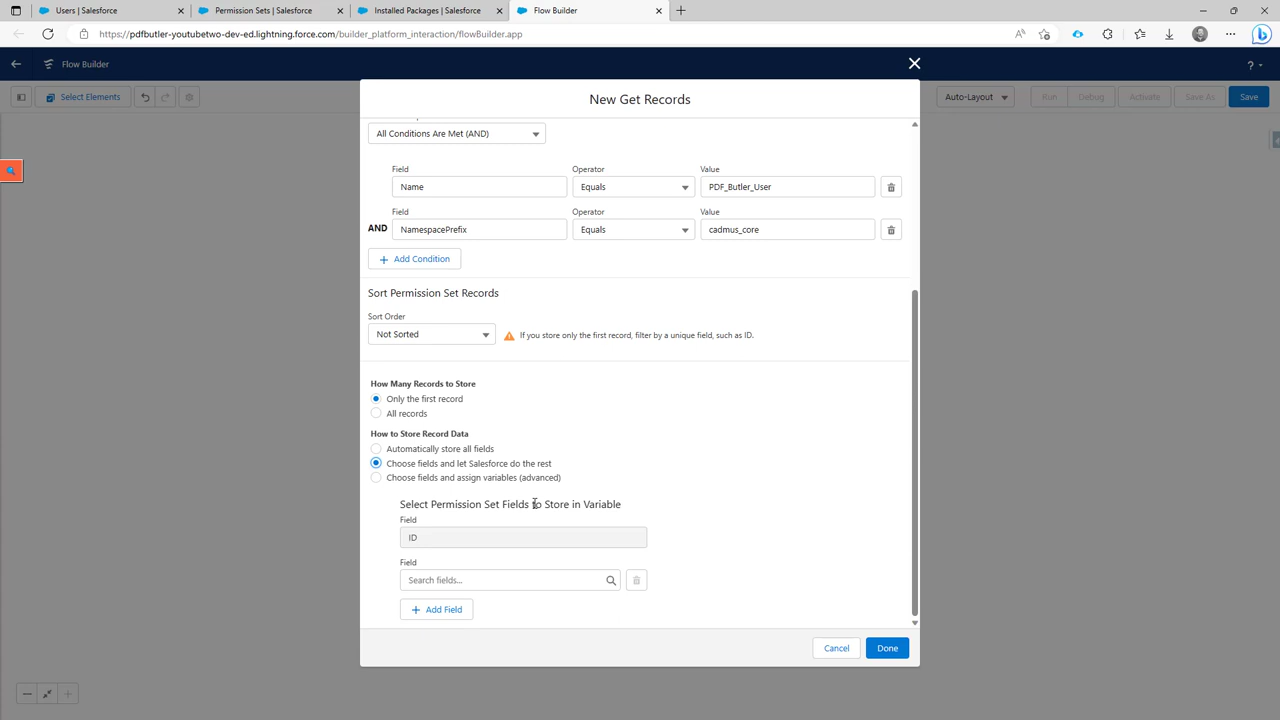 Users | Salesforce
Permission Sets | Salesforce
Installed Packages | Salesforce
Flow Builder
https://pdfbutler-youtubetwo-dev-ed.lightning.force.com/builder_platform_interaction/flowBuilder.app
Flow Builder
?
Select Elements
Auto-Layout
Run
Debug
Activate
Save As
Save
New Get Records
All Conditions Are Met (AND)
Field Operator Value
Name Equals PDF_Butler_User
Field Operator Value
AND NamespacePrefix Equals cadmus_core
Add Condition
Sort Permission Set Records
Sort Order
Not Sorted
If you store only the first record, filter by a unique field, such as ID.
How Many Records to Store
Only the first record
All records
How to Store Record Data
Automatically store all fields
Choose fields and let Salesforce do the rest
Choose fields and assign variables (advanced)
Select Permission Set Fields to Store in Variable
Field
ID
Field
Search fields...
Add Field
Cancel
Done